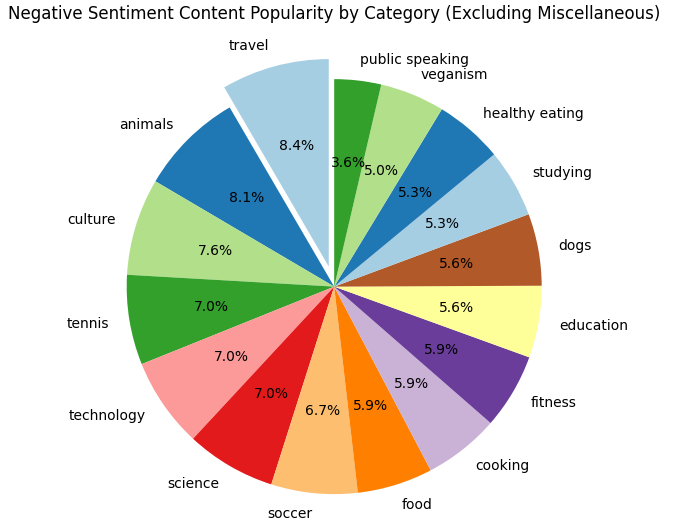 Negative Sentiment Content Popularity by Category (Excluding Miscellaneous)
travel
8.4%
animals
8.1%
culture
7.6%
tennis
7.0%
technology
7.0%
science
7.0%
soccer
6.7%
food
5.9%
cooking
5.9%
fitness
5.9%
education
5.6%
dogs
5.6%
studying
5.3%
healthy eating
5.3%
veganism
5.0%
public speaking
3.6%